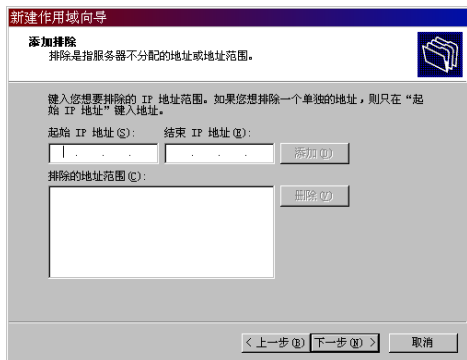 新建作用域向导
添加排除
排除是指服务器不分配的地址或地址范围。
键入您想要排除的 IP 地址范围。如果您想排除一个单独的地址，则只在“起
始 IP 地址”键入地址。
起始 IP 地址(S):  结束 IP 地址(E):
添加(D)
排除的地址范围(C):
删除(V)
< 上一步(B) 下一步(N) > 取消